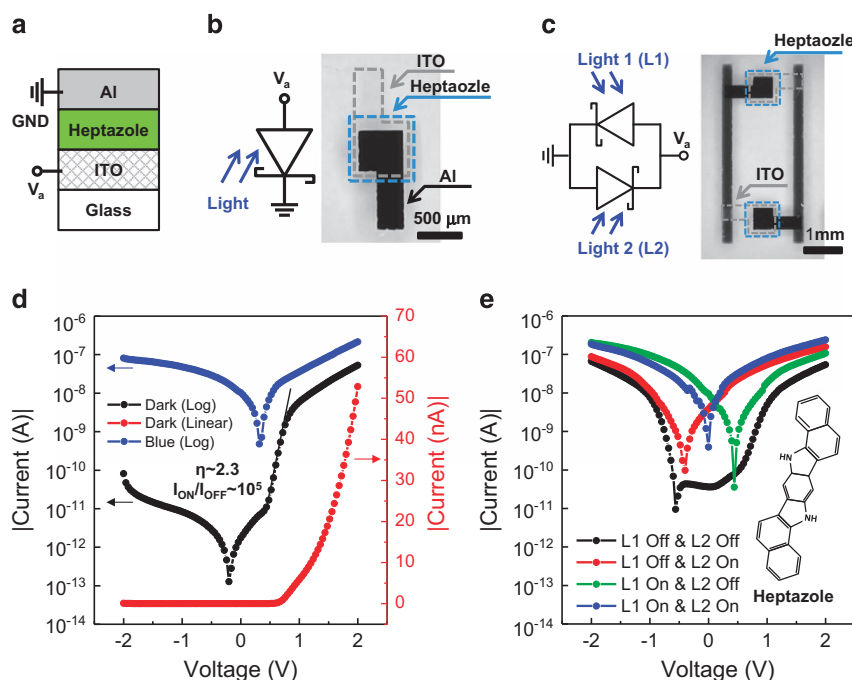 a
Al
GND
Heptazole
ITO
Va
Glass
b
Va
Light
ITO
Heptaozle
Al
500 μm
c
Light 1 (L1)
Va
Light 2 (L2)
Heptaozle
ITO
1mm
d
10-6
10-7
10-8
10-9
10-10
10-11
10-12
10-13
10-14
|Current (A)|
Dark (Log)
Dark (Linear)
Blue (Log)
η~2.3
ION/IOFF~10^5
70
60
50
40
30
20
10
0
|Current (nA)|
-2 -1 0 1 2
Voltage (V)
e
10-6
10-7
10-8
10-9
10-10
10-11
10-12
10-13
10-14
|Current (A)|
HN
NH
L1 Off & L2 Off
L1 Off & L2 On
L1 On & L2 Off
L1 On & L2 On
Heptazole
-2 -1 0 1 2
Voltage (V)